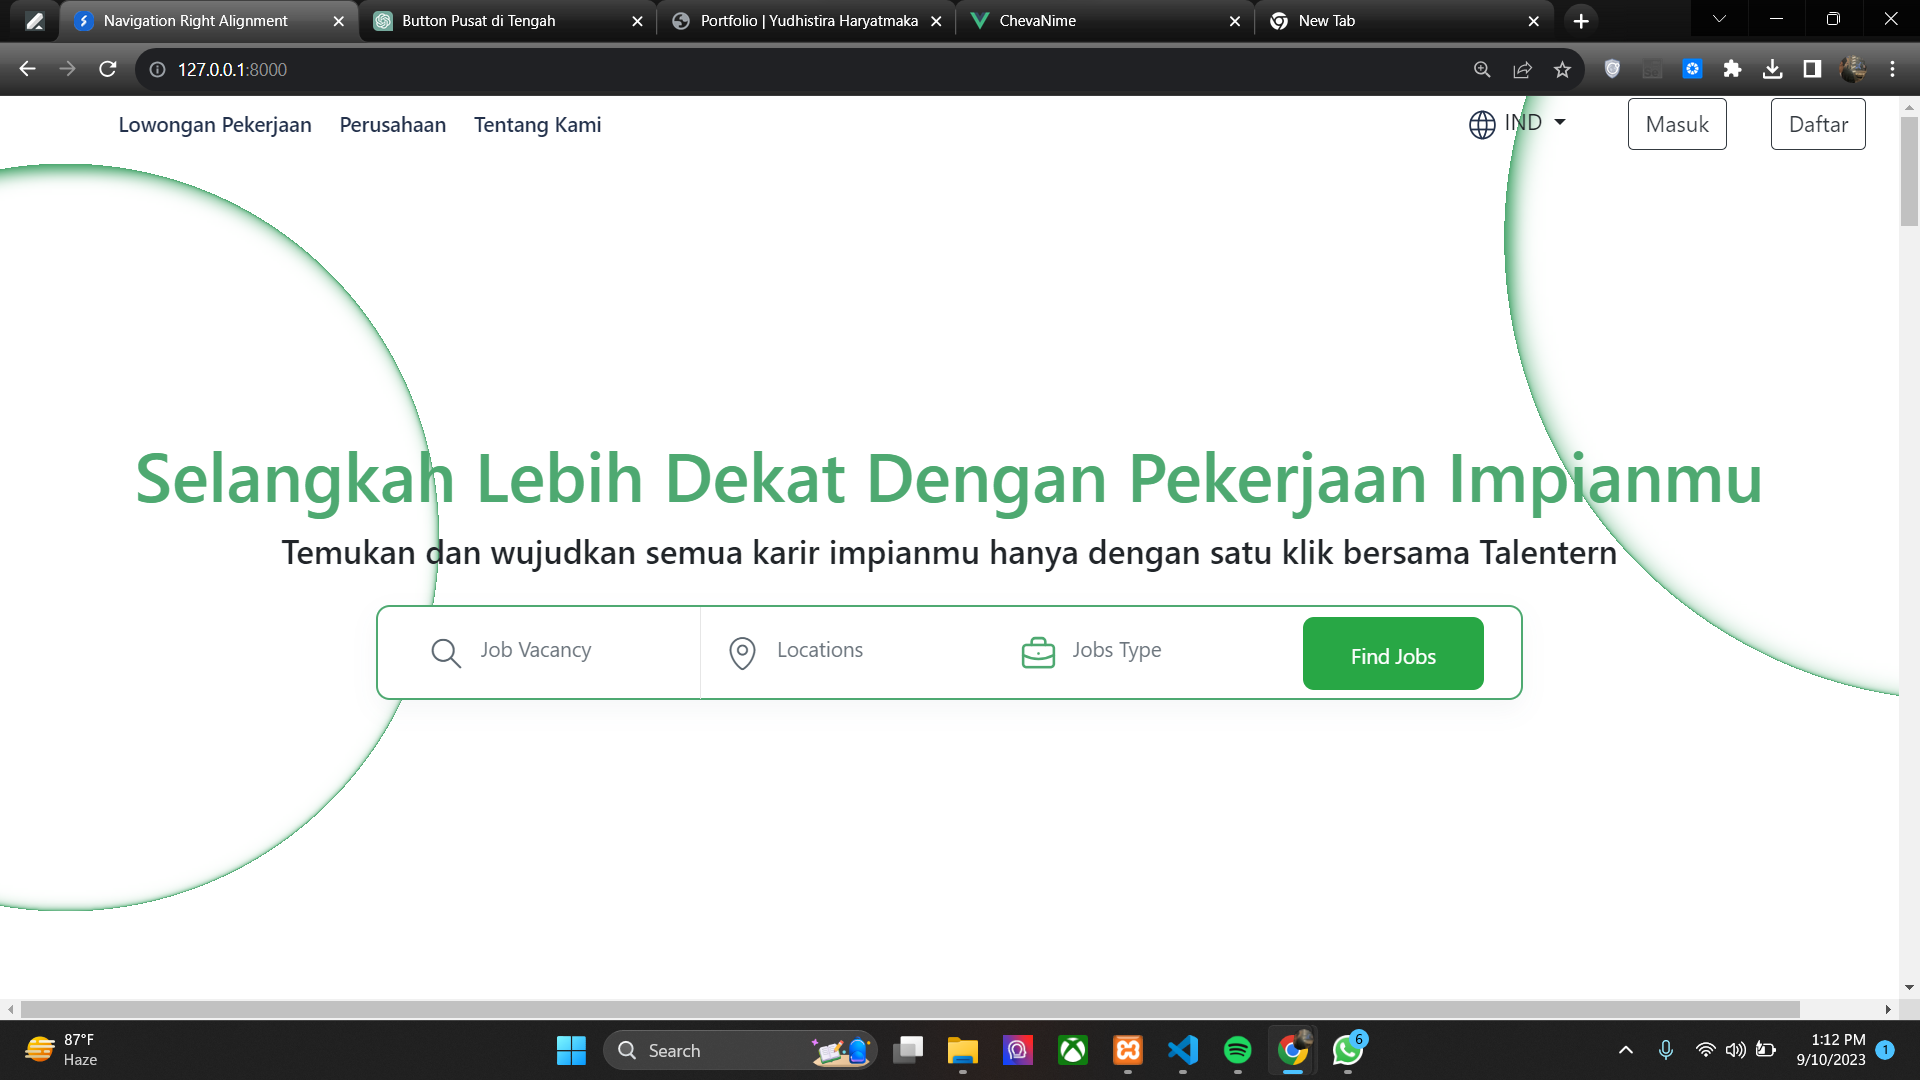 Navigation Right Alignment
Button Pusat di Tengah
Portfolio | Yudhistira Haryatmaka
ChevaNime
New Tab
127.0.0.1:8000
Lowongan Pekerjaan
Perusahaan
Tentang Kami
IND
Masuk
Daftar
Selangkah Lebih Dekat Dengan Pekerjaan Impianmu
Temukan dan wujudkan semua karir impianmu hanya dengan satu klik bersama Talentern
Job Vacancy
Locations
Jobs Type
Find Jobs
87°F
Haze
Search
6
1:12 PM
9/10/2023
1